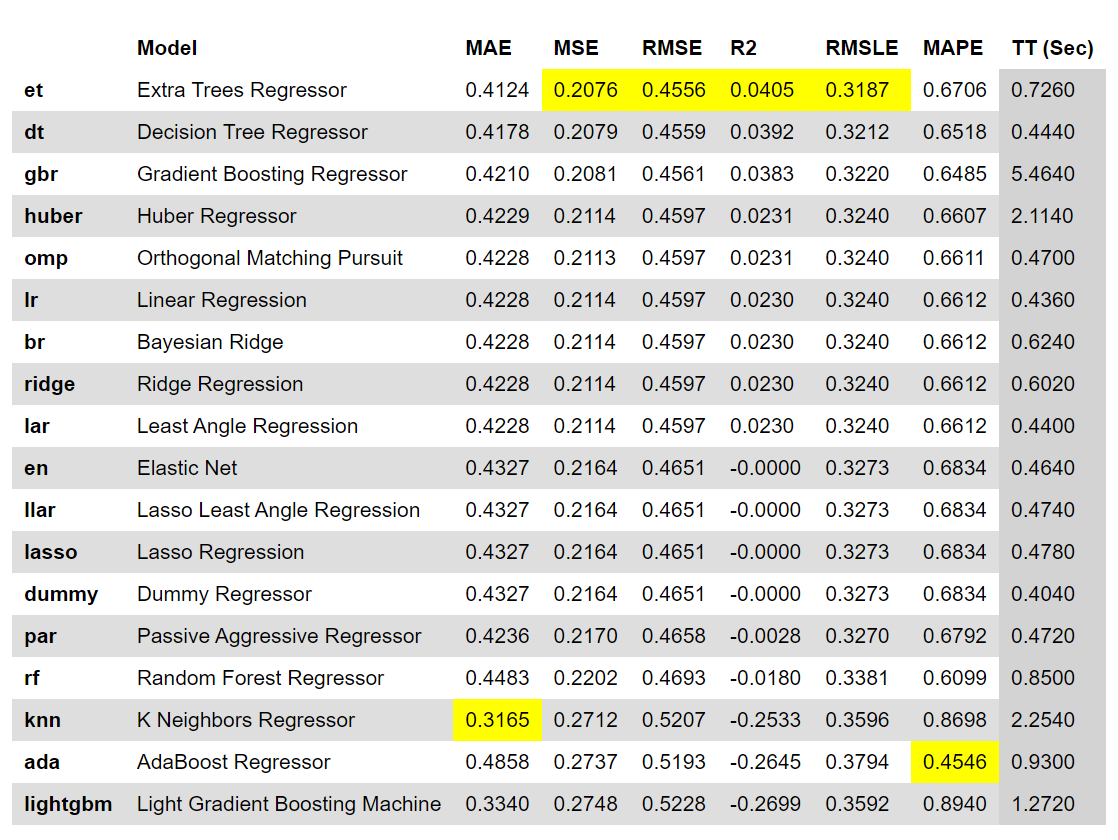 Model MAE MSE RMSE R2 RMSLE MAPE TT (Sec)
et Extra Trees Regressor 0.4124 0.2076 0.4556 0.0405 0.3187 0.6706 0.7260
dt Decision Tree Regressor 0.4178 0.2079 0.4559 0.0392 0.3212 0.6518 0.4440
gbr Gradient Boosting Regressor 0.4210 0.2081 0.4561 0.0383 0.3220 0.6485 5.4640
huber Huber Regressor 0.4229 0.2114 0.4597 0.0231 0.3240 0.6607 2.1140
omp Orthogonal Matching Pursuit 0.4228 0.2113 0.4597 0.0231 0.3240 0.6611 0.4700
lr Linear Regression 0.4228 0.2114 0.4597 0.0230 0.3240 0.6612 0.4360
br Bayesian Ridge 0.4228 0.2114 0.4597 0.0230 0.3240 0.6612 0.6240
ridge Ridge Regression 0.4228 0.2114 0.4597 0.0230 0.3240 0.6612 0.6020
lar Least Angle Regression 0.4228 0.2114 0.4597 0.0230 0.3240 0.6612 0.4400
en Elastic Net 0.4327 0.2164 0.4651 -0.0000 0.3273 0.6834 0.4640
llar Lasso Least Angle Regression 0.4327 0.2164 0.4651 -0.0000 0.3273 0.6834 0.4740
lasso Lasso Regression 0.4327 0.2164 0.4651 -0.0000 0.3273 0.6834 0.4780
dummy Dummy Regressor 0.4327 0.2164 0.4651 -0.0000 0.3273 0.6834 0.4040
par Passive Aggressive Regressor 0.4236 0.2170 0.4658 -0.0028 0.3270 0.6792 0.4720
rf Random Forest Regressor 0.4483 0.2202 0.4693 -0.0180 0.3381 0.6099 0.8500
knn K Neighbors Regressor 0.3165 0.2712 0.5207 -0.2533 0.3596 0.8698 2.2540
ada AdaBoost Regressor 0.4858 0.2737 0.5193 -0.2645 0.3794 0.4546 0.9300
lightgbm Light Gradient Boosting Machine 0.3340 0.2748 0.5228 -0.2699 0.3592 0.8940 1.2720